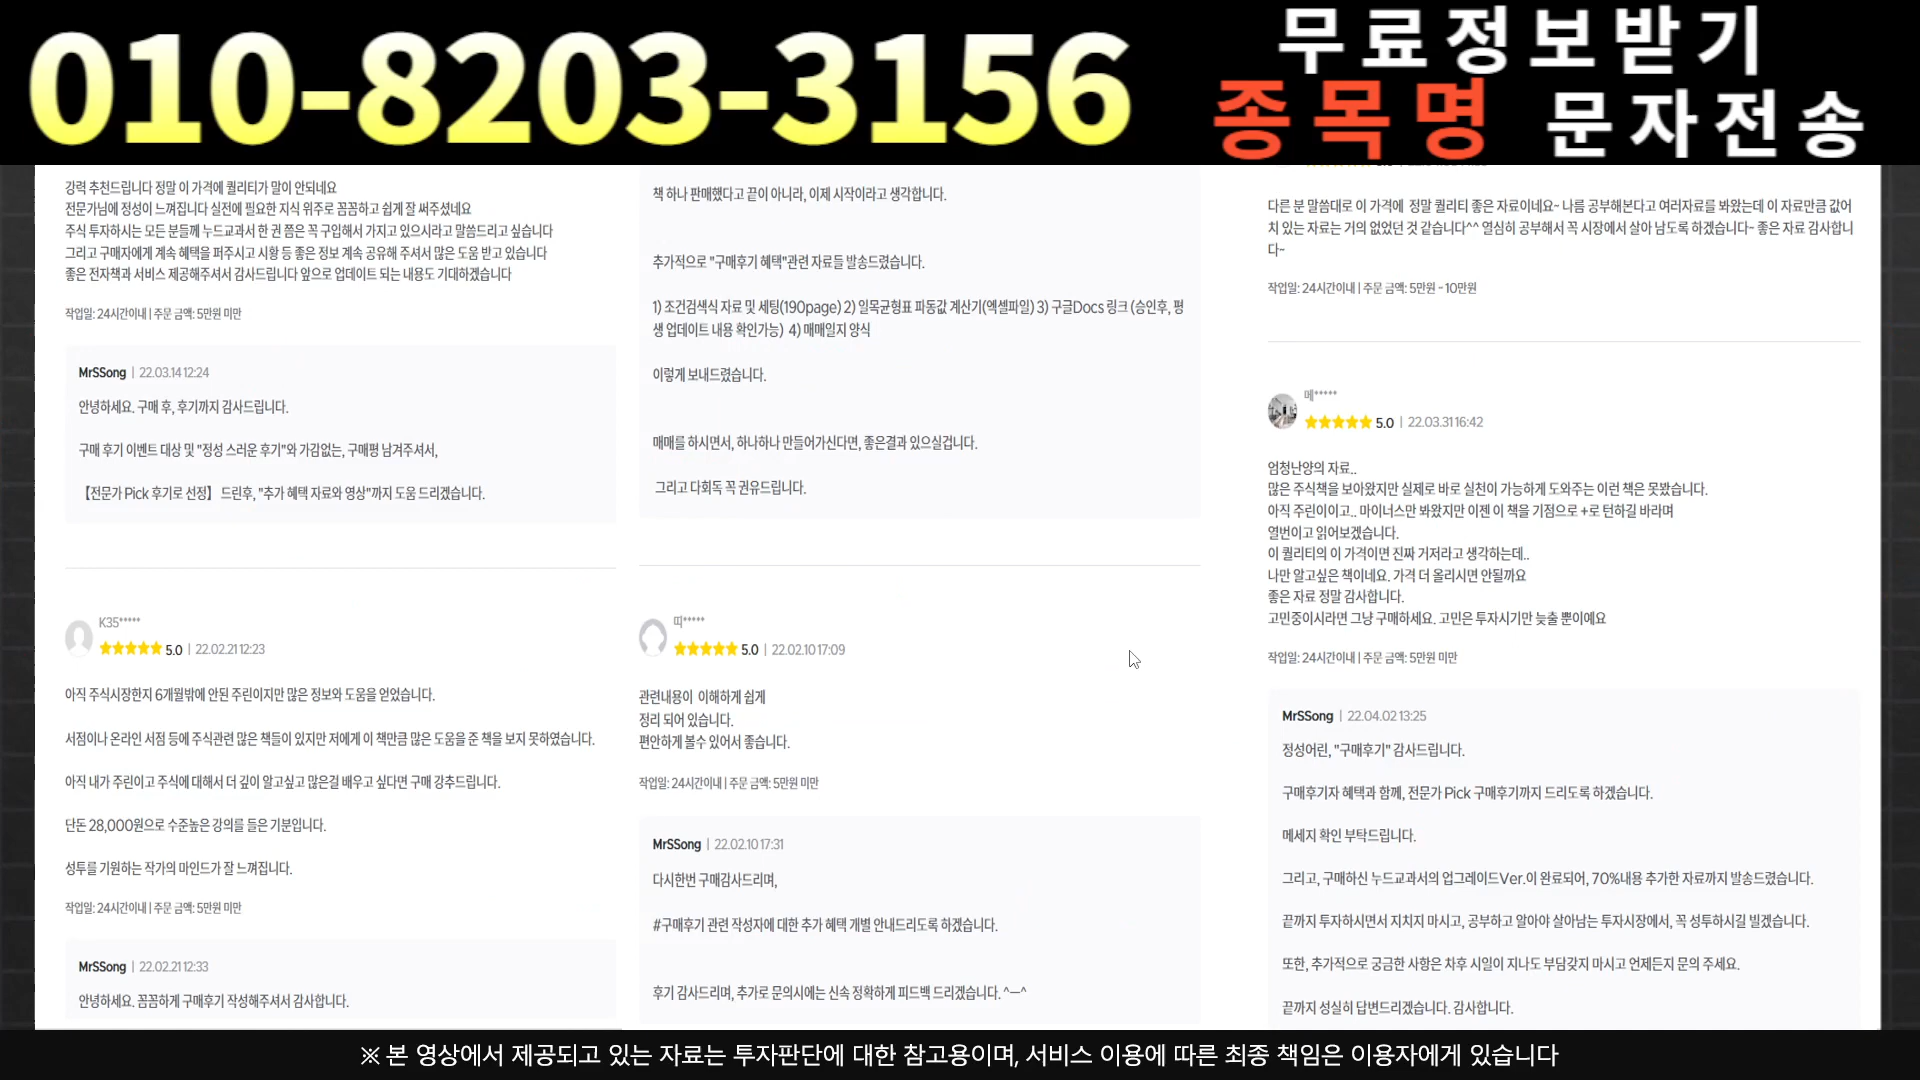 010-8203-3156
무료정보받기
종목명 문자전송
강력 추천드립니다 정말 이 가격에 퀄리티가 말이 안되네요
전문가님에 정성이 느껴집니다 실전에 필요한 지식 위주로 꼼꼼하고 쉽게 잘 써주셨네요
주식 투자하시는 모든 분들께 누드교과서 한 권 쯤은 꼭 구입해서 가지고 있으시라고 말씀드리고 싶습니다
그리고 구매자에게 계속 혜택을 퍼주시고 시황 등 좋은 정보 계속 공유해 주셔서 많은 도움 받고 있습니다
좋은 전자책과 서비스 제공해주셔서 감사드립니다 앞으로 업데이트 되는 내용도 기대하겠습니다
작업일: 24시간이내 | 주문 금액: 5만원 미만
MrSSong | 22.03.14 12:24
안녕하세요. 구매 후, 후기까지 감사드립니다.
구매 후기 이벤트 대상 및 "정성 스러운 후기"와 가감없는, 구매평 남겨주셔서,
【전문가 Pick 후기로 선정】 드린후, "추가 혜택 자료와 영상"까지 도움 드리겠습니다.
K35*****
5.0 | 22.02.21 12:23
아직 주식시장한지 6개월밖에 안된 주린이지만 많은 정보와 도움을 얻었습니다.
서점이나 온라인 서점 등에 주식관련 많은 책들이 있지만 저에게 이 책만큼 많은 도움을 준 책을 보지 못하였습니다.
아직 내가 주린이고 주식에 대해서 더 깊이 알고싶고 많은걸 배우고 싶다면 구매 강추드립니다.
단돈 28,000원으로 수준높은 강의를 들은 기분입니다.
성투를 기원하는 작가의 마인드가 잘 느껴집니다.
작업일: 24시간이내 | 주문 금액: 5만원 미만
MrSSong | 22.02.21 12:33
안녕하세요. 꼼꼼하게 구매후기 작성해주셔서 감사합니다.
책 하나 판매했다고 끝이 아니라, 이제 시작이라고 생각합니다.
추가적으로 "구매후기 혜택"관련 자료들 발송드렸습니다.
1) 조건검색식 자료 및 세팅(190page) 2) 일목균형표 파동값 계산기(엑셀파일) 3) 구글Docs 링크 (승인후, 평
생 업데이트 내용 확인가능) 4) 매매일지 양식
이렇게 보내드렸습니다.
매매를 하시면서, 하나하나 만들어가신다면, 좋은결과 있으실겁니다.
그리고 다회독 꼭 권유드립니다.
띠*****
5.0 | 22.02.10 17:09
관련내용이 이해하게 쉽게
정리 되어 있습니다.
편안하게 볼수 있어서 좋습니다.
작업일: 24시간이내 | 주문 금액: 5만원 미만
MrSSong | 22.02.10 17:31
다시한번 구매감사드리며,
#구매후기 관련 작성자에 대한 추가 혜택 개별 안내드리도록 하겠습니다.
후기 감사드리며, 추가로 문의시에는 신속 정확하게 피드백 드리겠습니다. ^ㅡ^
다른 분 말씀대로 이 가격에 정말 퀄리티 좋은 자료이네요~ 나름 공부해본다고 여러자료를 봐왔는데 이 자료만큼 값어
치 있는 자료는 거의 없었던 것 같습니다^^ 열심히 공부해서 꼭 시장에서 살아 남도록 하겠습니다~ 좋은 자료 감사합니
다~
작업일: 24시간이내 | 주문 금액: 5만원 ~ 10만원
메*****
5.0 | 22.03.31 16:42
엄청난양의 자료..
많은 주식책을 보아왔지만 실제로 바로 실천이 가능하게 도와주는 이런 책은 못봤습니다.
아직 주린이이고.. 마이너스만 봐왔지만 이젠 이 책을 기점으로 +로 턴하길 바라며
열번이고 읽어보겠습니다.
이 퀄리티의 이 가격이면 진짜 거저라고 생각하는데..
나만 알고싶은 책이네요. 가격 더 올리시면 안될까요
좋은 자료 정말 감사합니다.
고민중이시라면 그냥 구매하세요. 고민은 투자시기만 늦출 뿐이예요
작업일: 24시간이내 | 주문 금액: 5만원 미만
MrSSong | 22.04.02 13:25
정성어린, "구매후기" 감사드립니다.
구매후기자 혜택과 함께, 전문가 Pick 구매후기까지 드리도록 하겠습니다.
메세지 확인 부탁드립니다.
그리고, 구매하신 누드교과서의 업그레이드Ver.이 완료되어, 70%내용 추가한 자료까지 발송드렸습니다.
끝까지 투자하시면서 지치지 마시고, 공부하고 알아야 살아남는 투자시장에서, 꼭 성투하시길 빌겠습니다.
또한, 추가적으로 궁금한 사항은 차후 시일이 지나도 부담갖지 마시고 언제든지 문의 주세요.
끝까지 성실히 답변드리겠습니다. 감사합니다.
※ 본 영상에서 제공되고 있는 자료는 투자판단에 대한 참고용이며, 서비스 이용에 따른 최종 책임은 이용자에게 있습니다